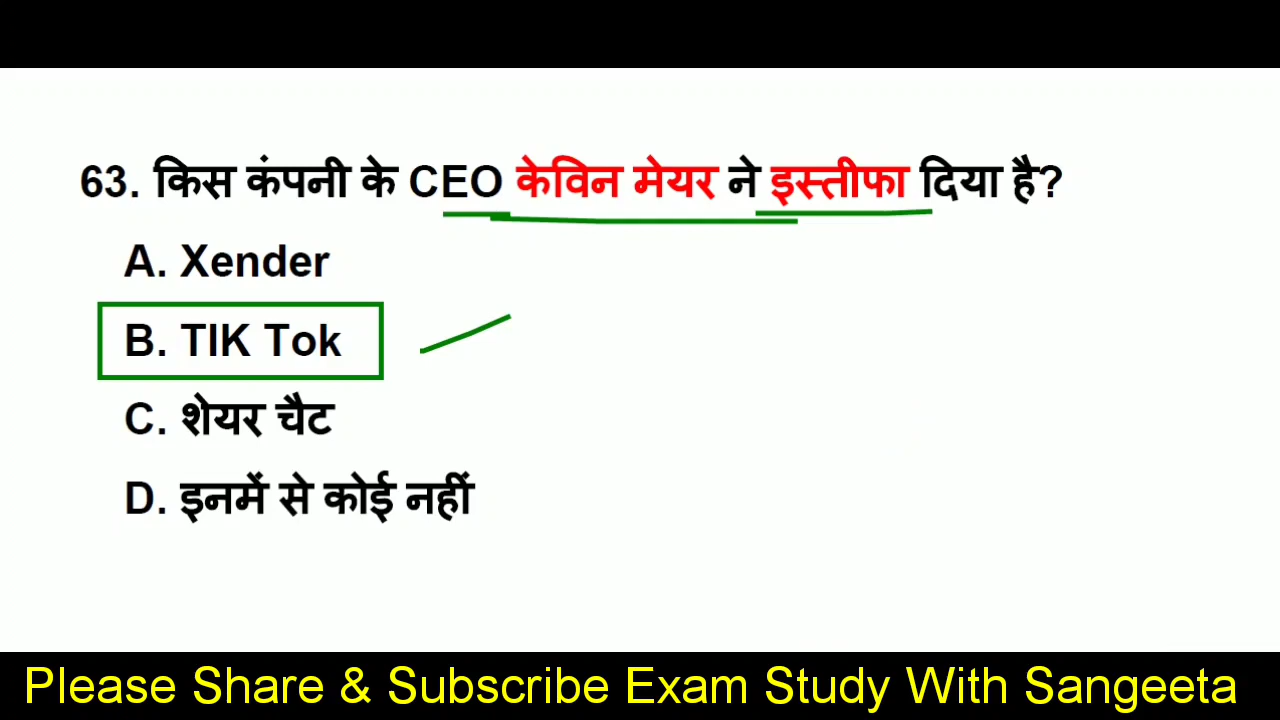 63. किस कंपनी के CEO केविन मेयर ने इस्तीफा दिया है?
A. Xender
B. TIK Tok
C. शेयर चैट
D. इनमें से कोई नहीं
Please Share & Subscribe Exam Study With Sangeeta